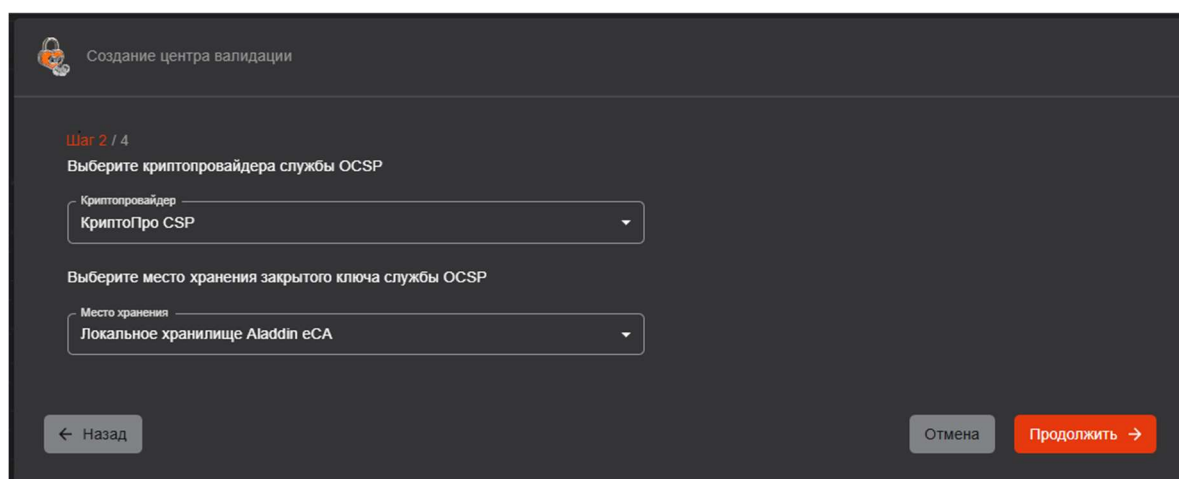 Создание центра валидации
Шаг 2 / 4
Выберите криптопровайдера службы OCSP
Криптопровайдер
КриптоПро CSP
Выберите место хранения закрытого ключа службы OCSP
Место хранения
Локальное хранилище Aladdin eCA
← Назад
Отмена
Продолжить →